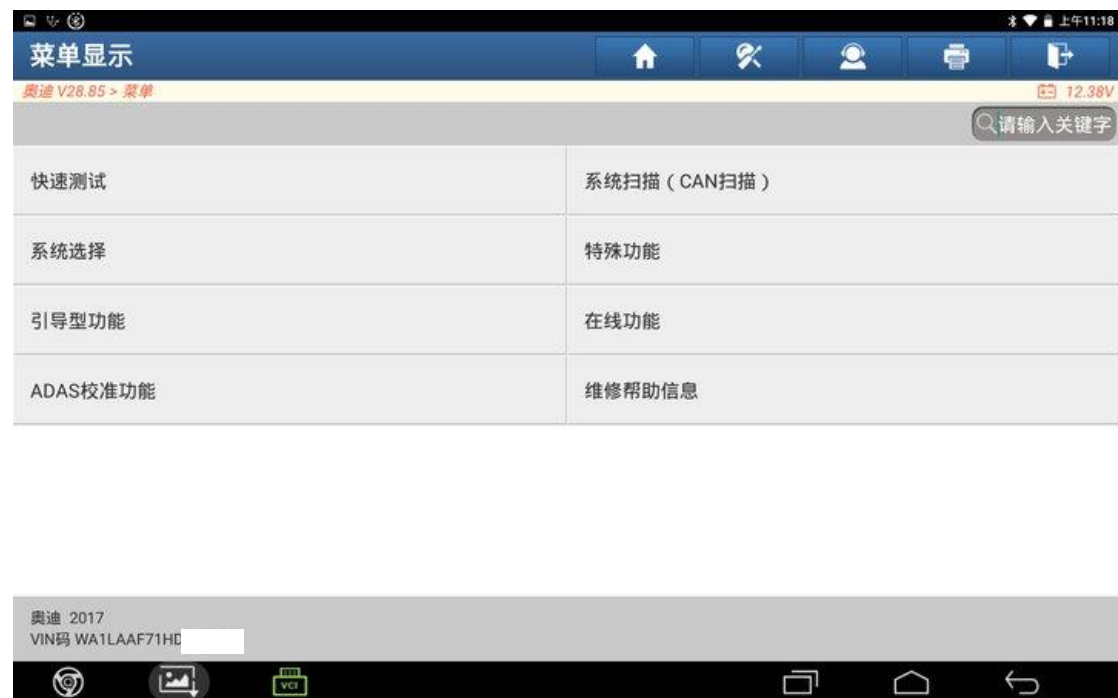 上午11:18
菜单显示
奥迪 V28.85 > 菜单
12.38V
请输入关键字
快速测试
系统扫描（CAN扫描）
系统选择
特殊功能
引导型功能
在线功能
ADAS校准功能
维修帮助信息
奥迪 2017
VIN码 WA1LAAF71HD
VCI